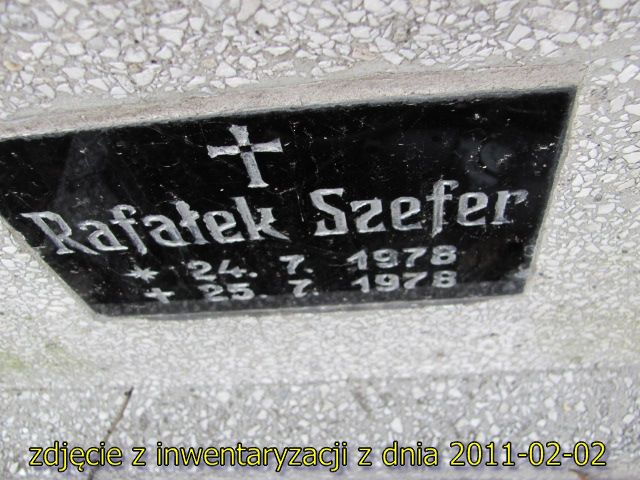 Rafałek Szefer
* 24. 7. 1978
+ 25. 7. 1978
zdjęcie z inwentaryzacji z dnia 2011-02-02